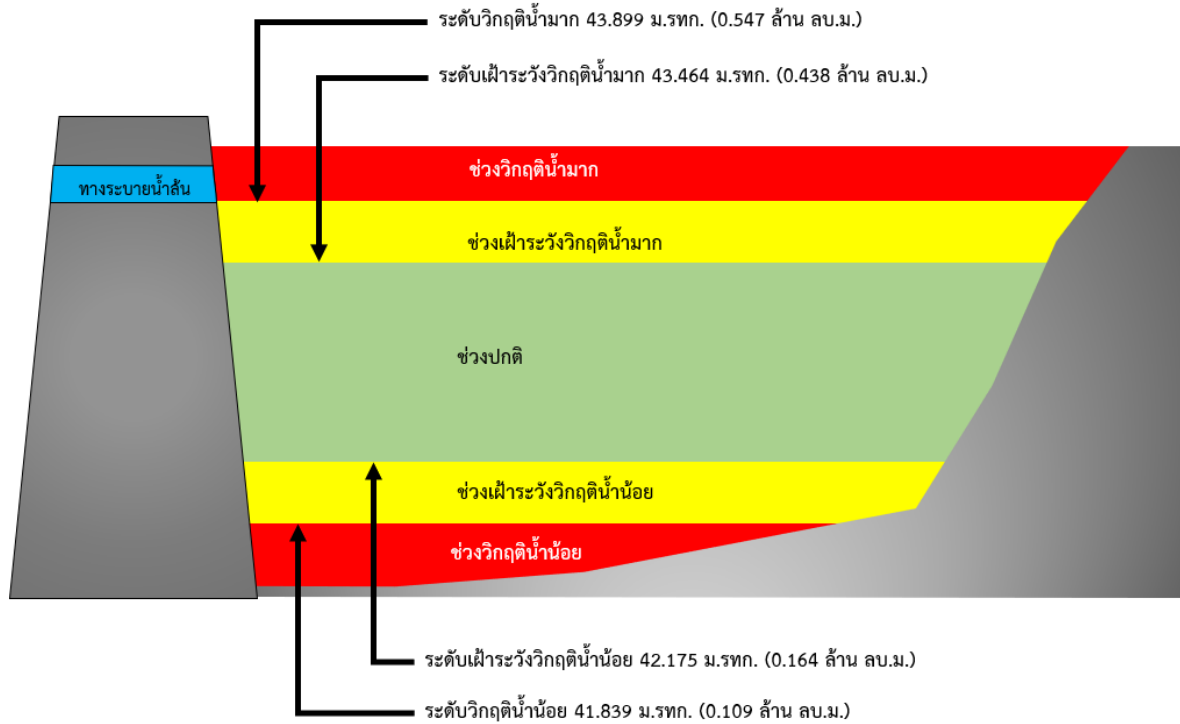 ระดับวิกฤติน้ำมาก 43.899 ม.รทก. (0.547 ล้าน ลบ.ม.)
ระดับเฝ้าระวังวิกฤติน้ำมาก 43.464 ม.รทก. (0.438 ล้าน ลบ.ม.)
ช่วงวิกฤติน้ำมาก
ทางระบายน้ำล้น
ช่วงเฝ้าระวังวิกฤติน้ำมาก
ช่วงปกติ
ช่วงเฝ้าระวังวิกฤติน้ำน้อย
ช่วงวิกฤติน้ำน้อย
ระดับเฝ้าระวังวิกฤติน้ำน้อย 42.175 ม.รทก. (0.164 ล้าน ลบ.ม.)
ระดับวิกฤติน้ำน้อย 41.839 ม.รทก. (0.109 ล้าน ลบ.ม.)